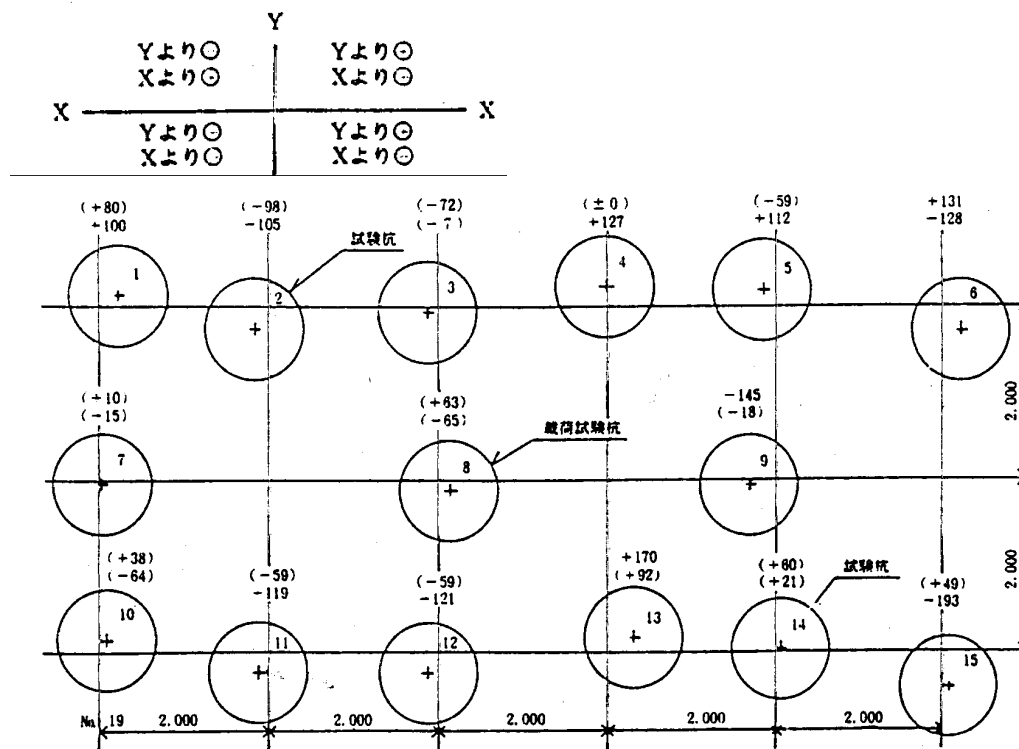 Y
Yより⊙ Yより⊙
Xより⊙ Xより⊙
X X
Yより⊙ Yより⊙
Xより⊙ Xより⊙
(+80) (-98) (-72) (±0) (-59) +131
+100 -105 (-7) +127 +112 -128
試験杭
1 2 3 4 5 6
(+10) (+63) -145
(-15) (-65) (-18)
載荷試験杭
7 8 9
2.000
(+38) (-59) (-59) +170 (+60) (+49)
(-64) -119 -121 (+92) (+21) -193
試験杭
10 11 12 13 14 15
2.000
No. 19 2.000 2.000 2.000 2.000 2.000